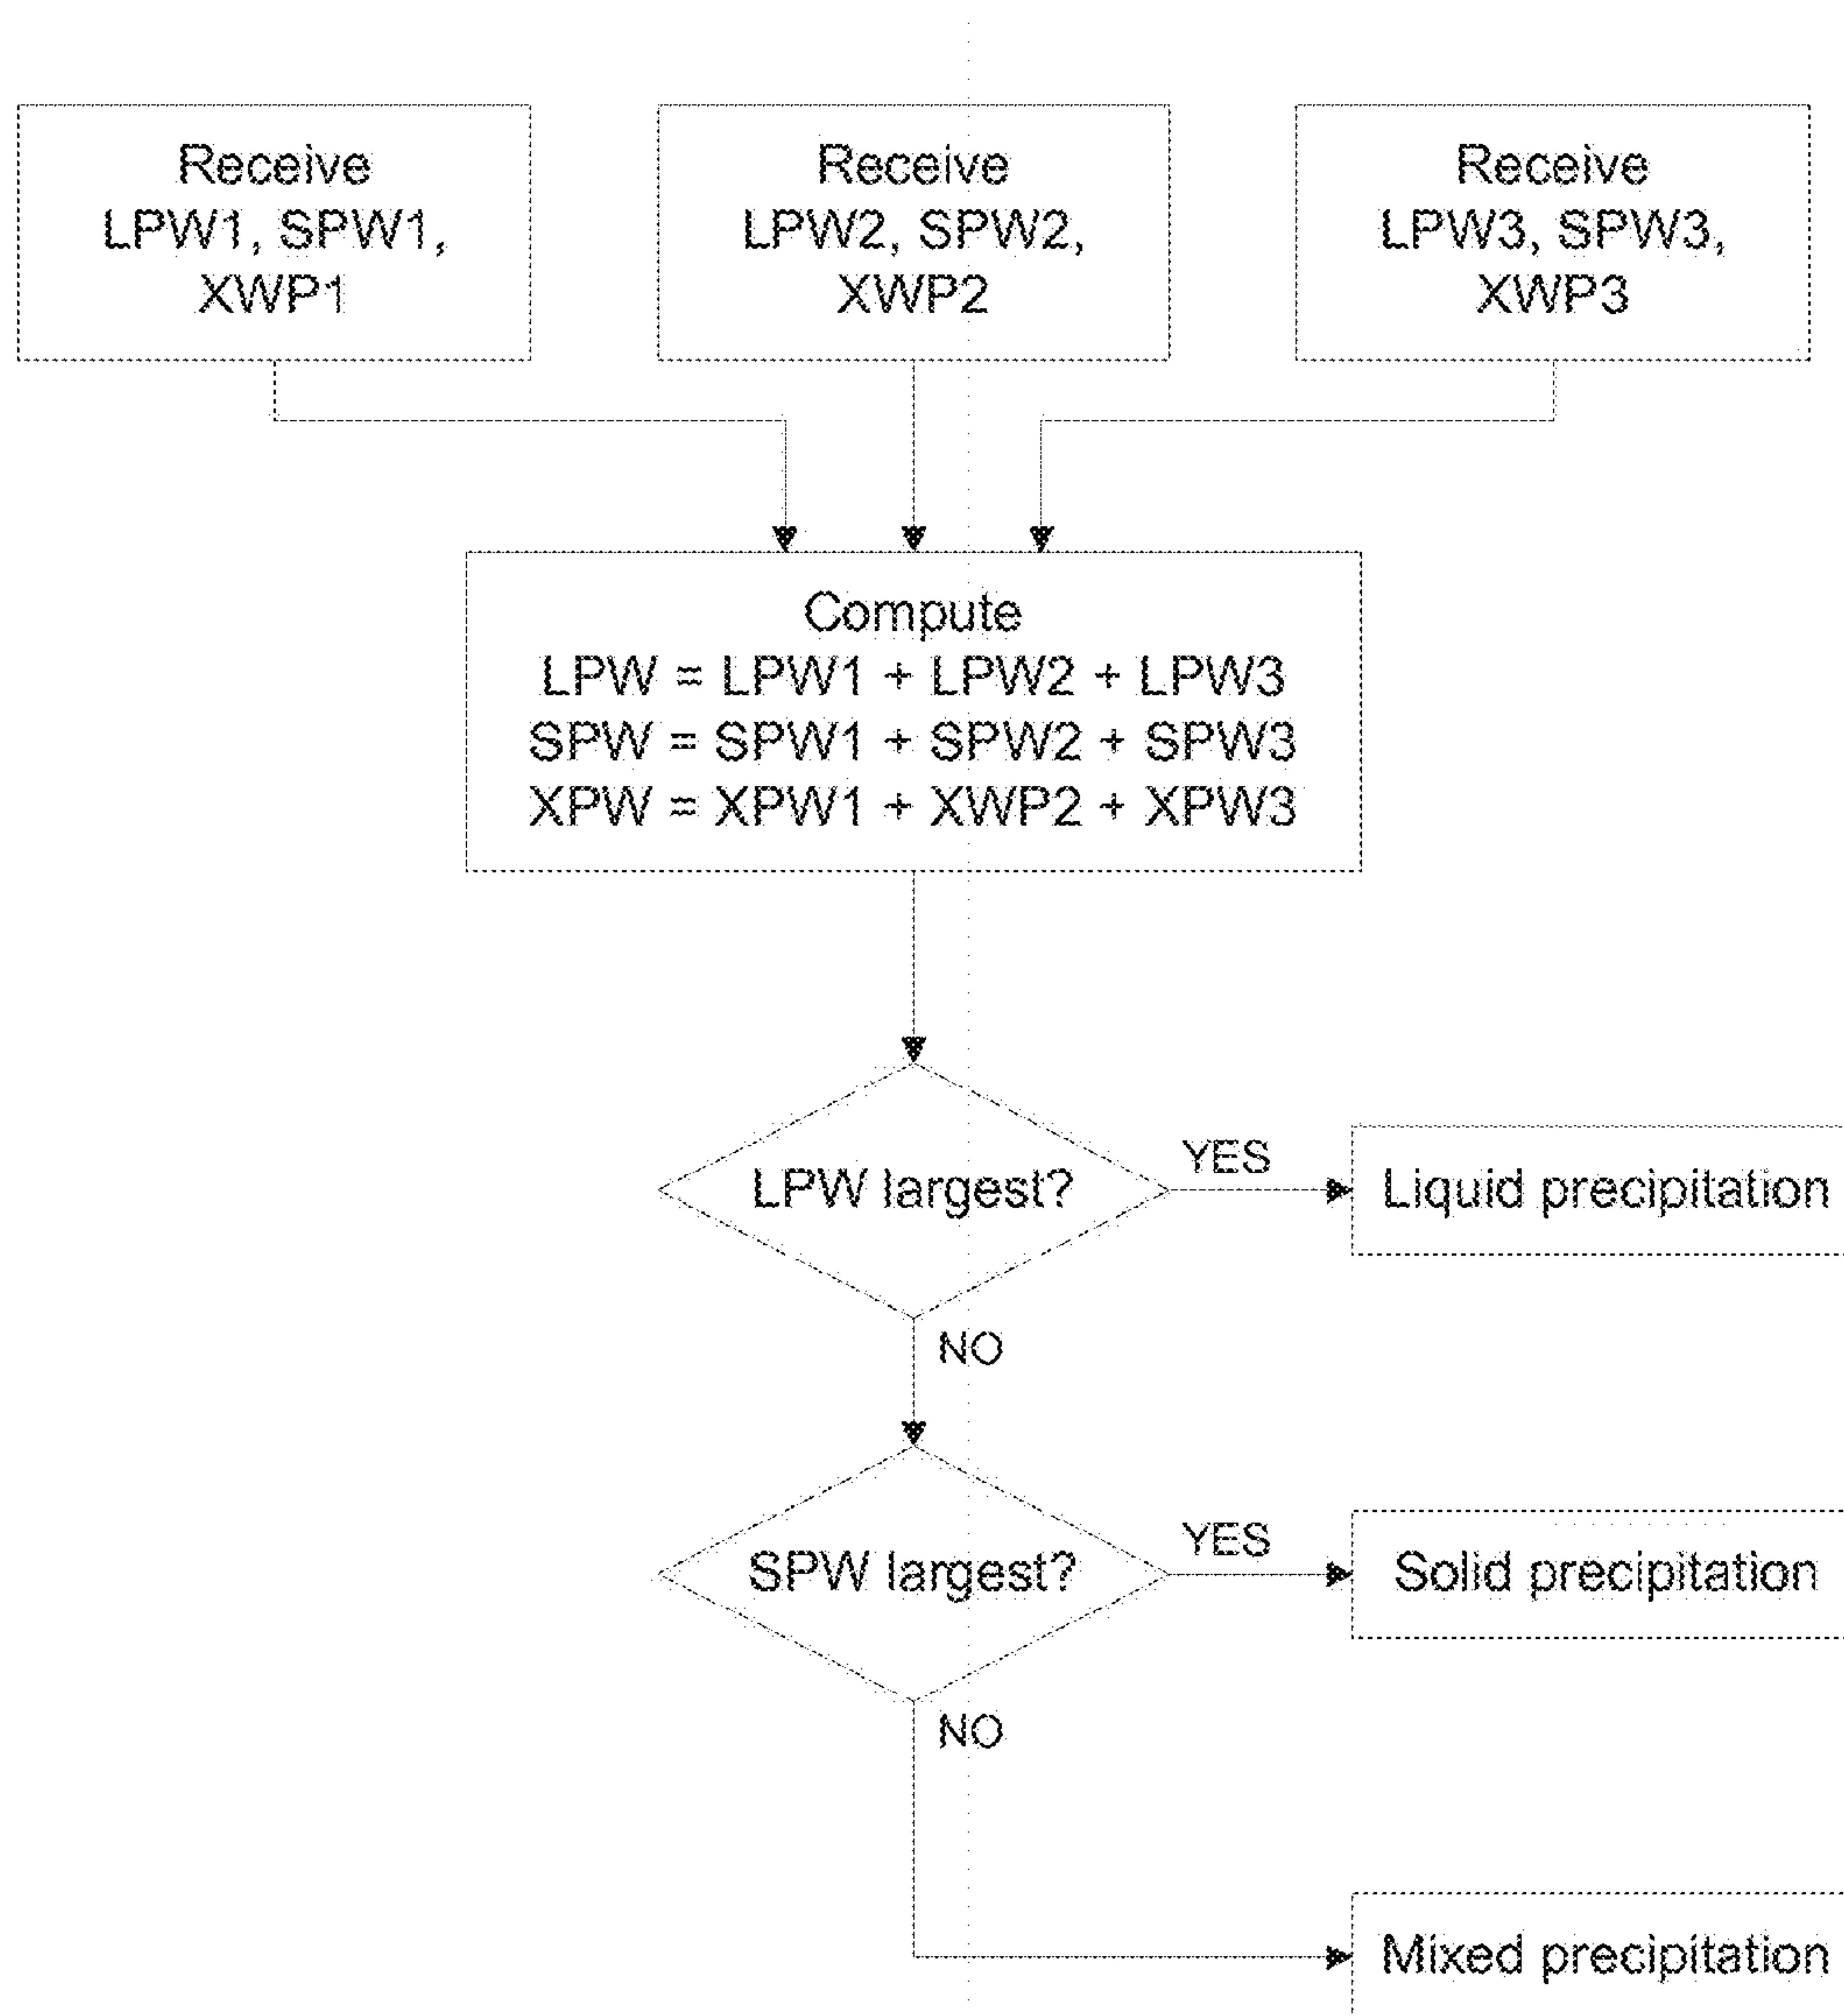 Receive
LPW1, SPW1,
XWP1
Receive
LPW2, SPW2,
XWP2
Receive
LPW3, SPW3,
XWP3
Compute
LPW = LPW1 + LPW2 + LPW3
SPW = SPW1 + SPW2 + SPW3
XPW = XPW1 + XWP2 + XPW3
LPW largest?
YES
Liquid precipitation
NO
SPW largest?
YES
Solid precipitation
NO
Mixed precipitation